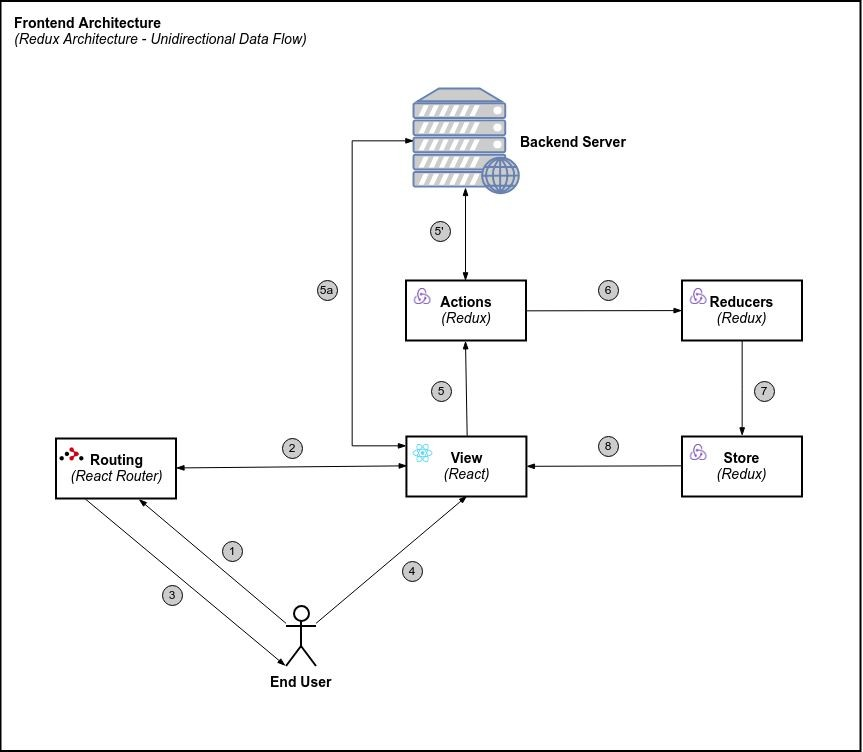 Frontend Architecture
(Redux Architecture - Unidirectional Data Flow)
Backend Server
5'
5a
Actions
(Redux)
6
Reducers
(Redux)
5
7
2
8
Routing
(React Router)
View
(React)
Store
(Redux)
1
4
3
End User